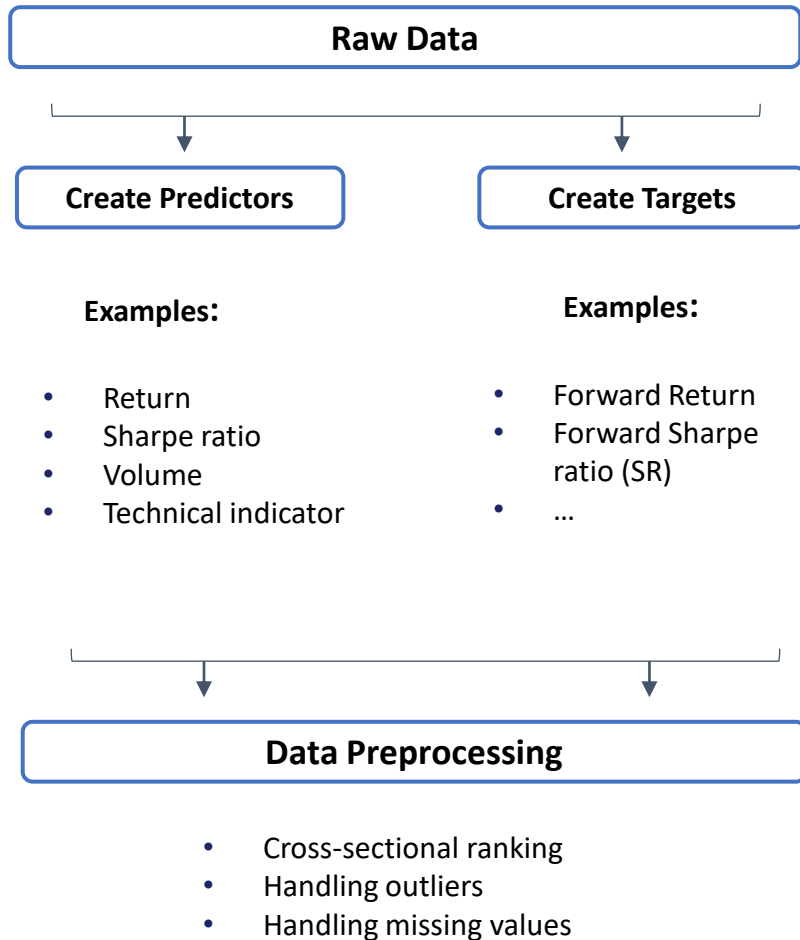 Raw Data
Create Predictors
Create Targets
Examples:
Examples:
• Return
• Sharpe ratio
• Volume
• Technical indicator
• Forward Return
• Forward Sharpe
ratio (SR)
• ...
Data Preprocessing
• Cross-sectional ranking
• Handling outliers
• Handling missing values